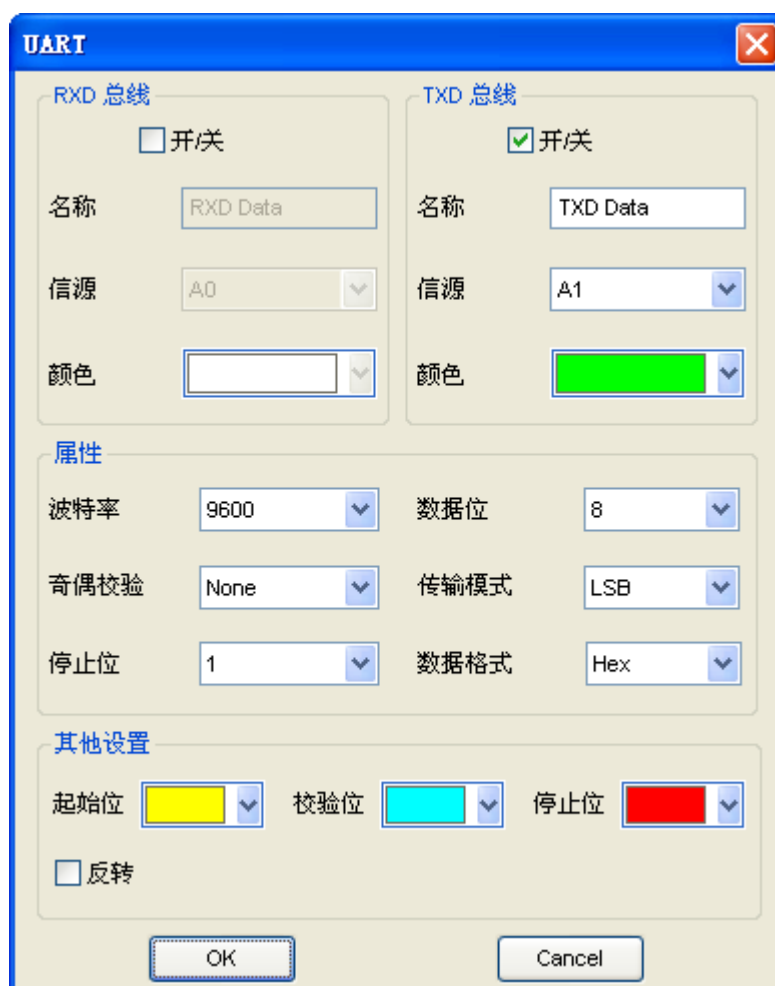 UART
RXD 总线
TXD 总线
开/关
开/关
名称 RXD Data
名称 TXD Data
信源 A0
信源 A1
颜色
颜色
属性
波特率 9600 数据位 8
奇偶校验 None 传输模式 LSB
停止位 1 数据格式 Hex
其他设置
起始位 校验位 停止位
反转
OK Cancel